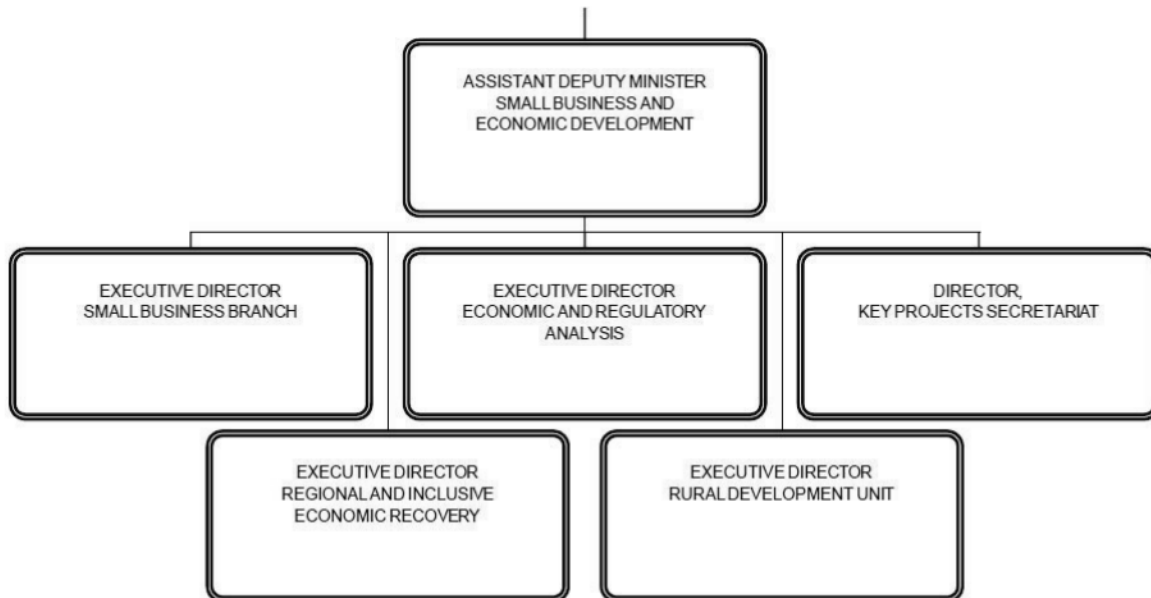 ASSISTANT DEPUTY MINISTER
SMALL BUSINESS AND
ECONOMIC DEVELOPMENT
EXECUTIVE DIRECTOR
SMALL BUSINESS BRANCH
EXECUTIVE DIRECTOR
ECONOMIC AND REGULATORY
ANALYSIS
DIRECTOR,
KEY PROJECTS SECRETARIAT
EXECUTIVE DIRECTOR
REGIONAL AND INCLUSIVE
ECONOMIC RECOVERY
EXECUTIVE DIRECTOR
RURAL DEVELOPMENT UNIT